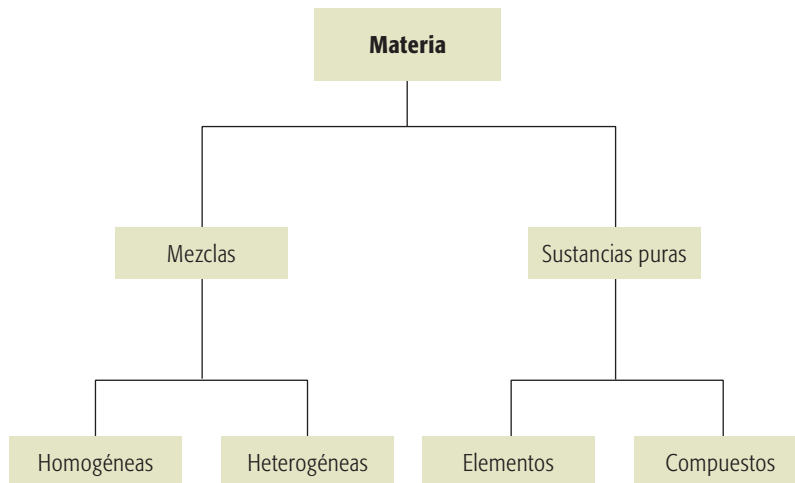 Materia
Mezclas
Sustancias puras
Homogéneas
Heterogéneas
Elementos
Compuestos